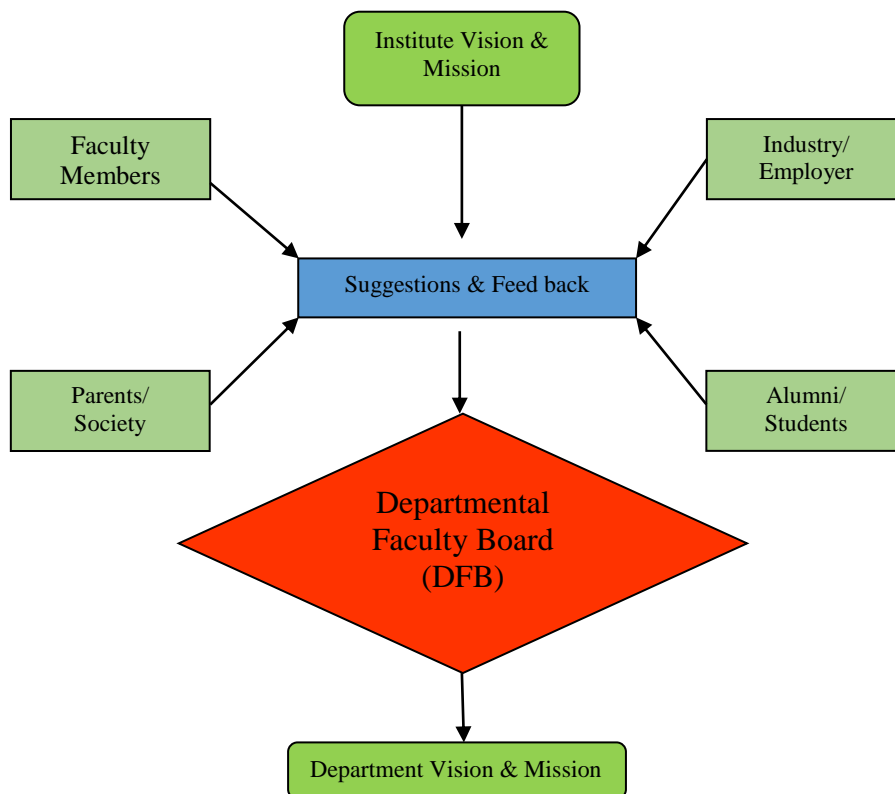 Institute Vision &
Mission
Faculty
Members
Industry/
Employer
Suggestions & Feed back
Parents/
Society
Alumni/
Students
Departmental
Faculty Board
(DFB)
Department Vision & Mission